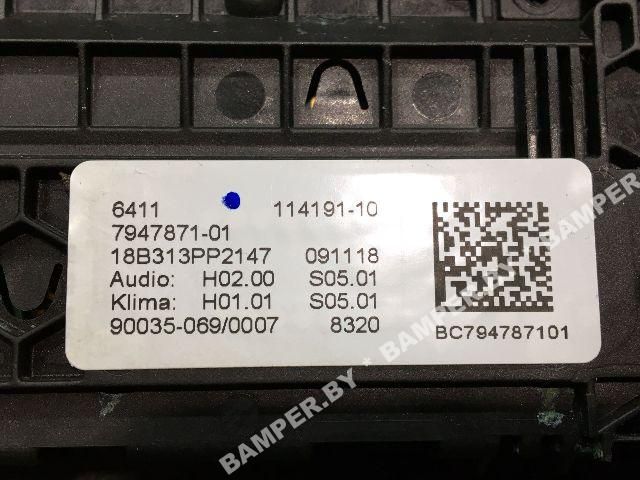 6411 114191-10
7947871-01
18B313PP2147 091118
Audio: H02.00 S05.01
Klima: H01.01 S05.01
90035-069/0007 8320
BC794787101
BAMPER.BY * BAMPER.BY * BAMPER